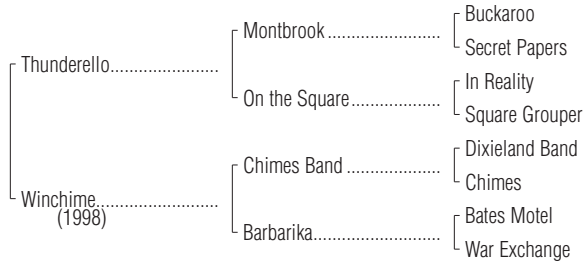 Buckaroo
Montbrook ........................
Secret Papers
Thunderello.......................
In Reality
On the Square...................
Square Grouper
Dixieland Band
Chimes Band ....................
Chimes
Winchime.........................
(1998)
Bates Motel
Barbarika...........................
War Exchange